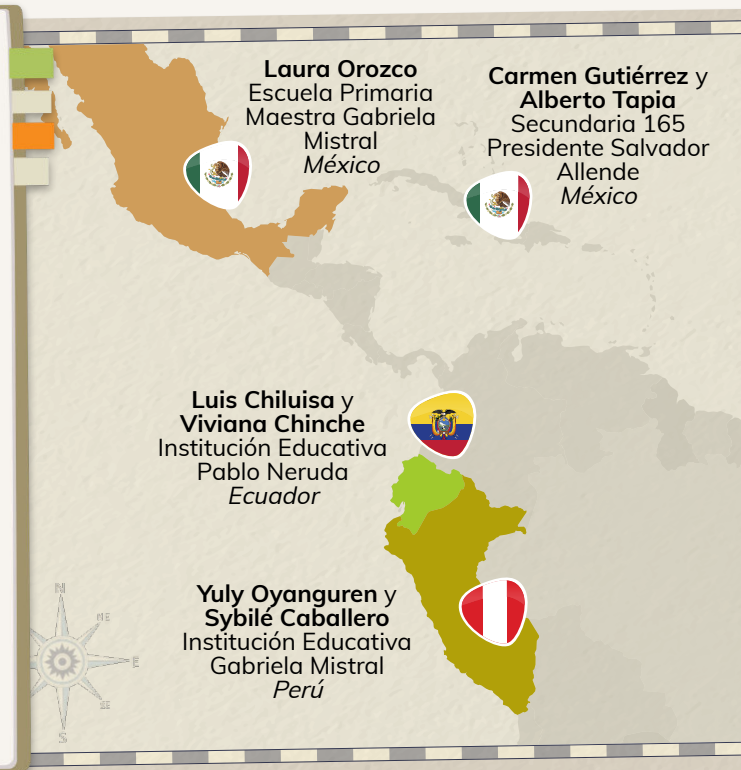 Laura Orozco
Escuela Primaria
Maestra Gabriela
Mistral
México
Carmen Gutiérrez y
Alberto Tapia
Secundaria 165
Presidente Salvador
Allende
México
Luis Chiluisa y
Viviana Chinche
Institución Educativa
Pablo Neruda
Ecuador
Yuly Oyanguren y
Sybilé Caballero
Institución Educativa
Gabriela Mistral
Perú
N
NE
E
SE
S